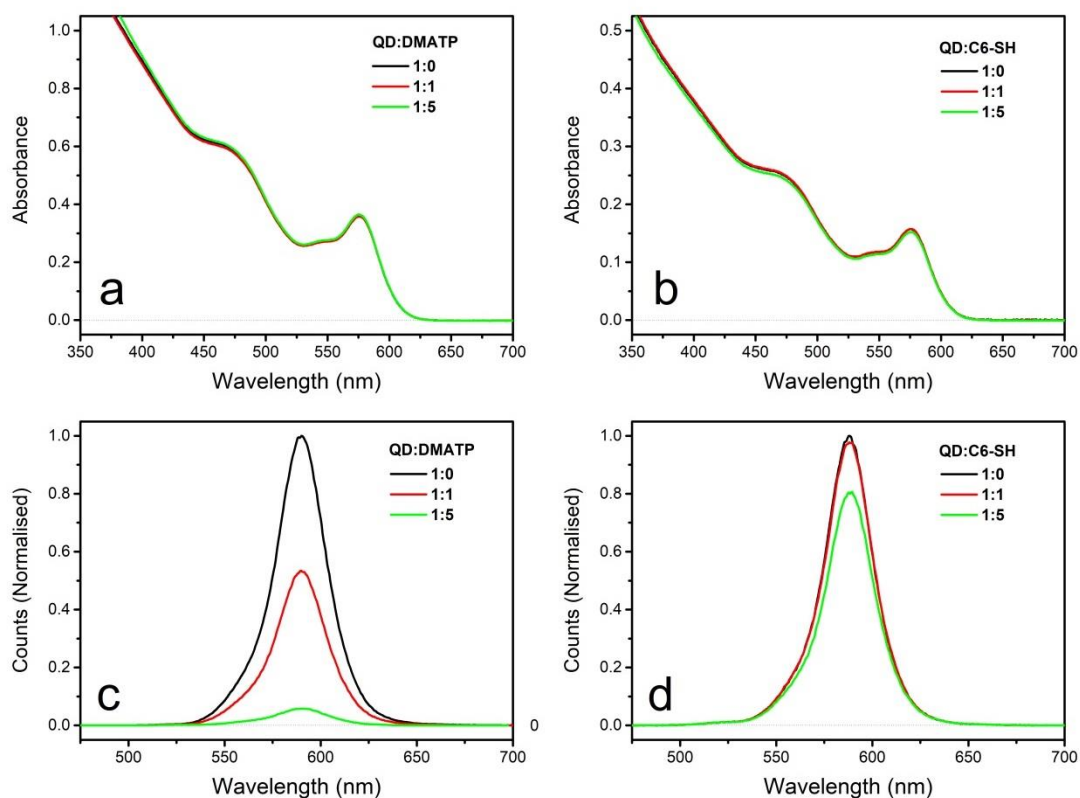 1.0
0.8
0.6
0.4
0.2
0.0
Absorbance
QD:DMATP
1:0
1:1
1:5
a
350 400 450 500 550 600 650 700
Wavelength (nm)
0.5
0.4
0.3
0.2
0.1
0.0
Absorbance
QD:C6-SH
1:0
1:1
1:5
b
350 400 450 500 550 600 650 700
Wavelength (nm)
1.0
0.8
0.6
0.4
0.2
0.0
Counts (Normalised)
QD:DMATP
1:0
1:1
1:5
c
0
500 550 600 650 700
Wavelength (nm)
1.0
0.8
0.6
0.4
0.2
0.0
Counts (Normalised)
QD:C6-SH
1:0
1:1
1:5
d
500 550 600 650 700
Wavelength (nm)